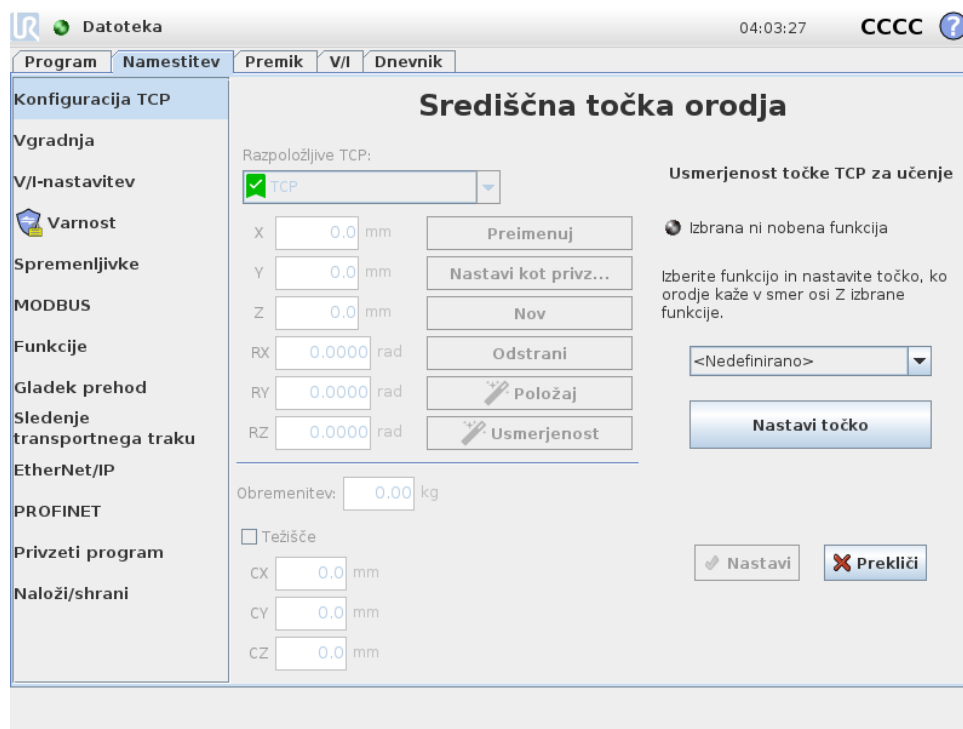 UR Datoteka 04:03:27 CCCC ?
Program Namestitev Premik V/I Dnevnik
Konfiguracija TCP
Vgradnja
V/I-nastavitev
Varnost
Spremenljivke
MODBUS
Funkcije
Gladek prehod
Sledenje
transportnega traku
EtherNet/IP
PROFINET
Privzeti program
Naloži/shrani
Središčna točka orodja
Razpoložljive TCP:
TCP
X 0.0 mm Preimenuj
Y 0.0 mm Nastavi kot privz...
Z 0.0 mm Nov
RX 0.0000 rad Odstrani
RY 0.0000 rad Položaj
RZ 0.0000 rad Usmerjenost
Obremenitev: 0.00 kg
Težišče
CX 0.0 mm
CY 0.0 mm
CZ 0.0 mm
Usmerjenost točke TCP za učenje
Izbrana ni nobena funkcija
Izberite funkcijo in nastavite točko, ko
orodje kaže v smer osi Z izbrane
funkcije.
<Nedefinirano>
Nastavi točko
Nastavi Prekliči